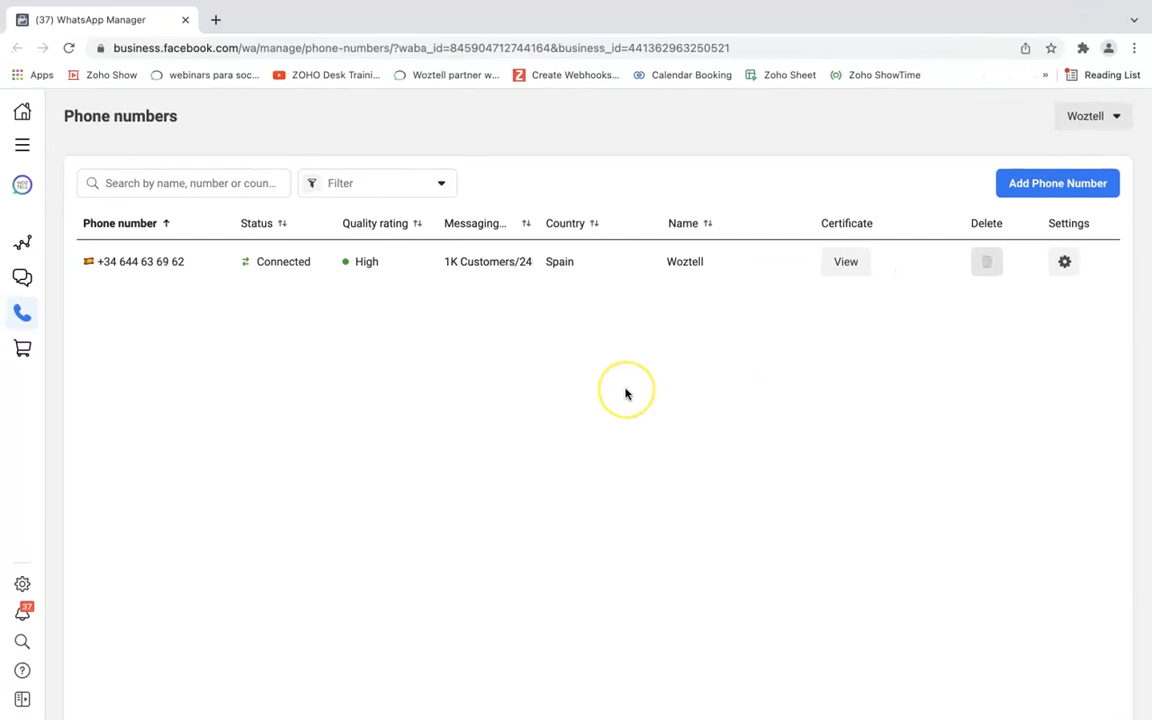 (37) WhatsApp Manager
business.facebook.com/wa/manage/phone-numbers/?waba_id=845904712744164&business_id=441362963250521
Apps Zoho Show webinars para soc... ZOHO Desk Traini... Woztell partner w... Create Webhooks... Calendar Booking Zoho Sheet Zoho ShowTime » Reading List
Phone numbers
Woztell
Search by name, number or coun...
Filter
Add Phone Number
Phone number Status Quality rating Messaging... Country Name Certificate Delete Settings
+34 644 63 69 62 Connected High 1K Customers/24 Spain Woztell View
37